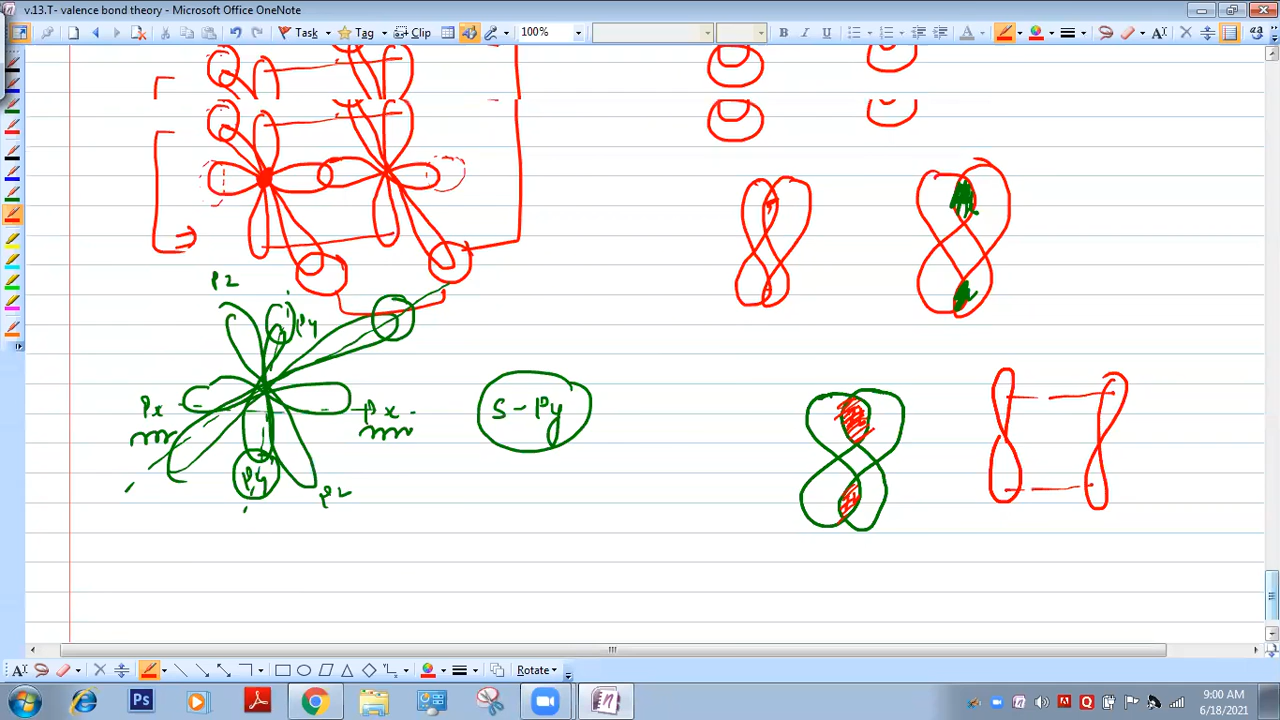 v.13.T- valence bond theory - Microsoft Office OneNote
Task
Tag
Clip
100%
B
I
U
A
Pz
Py
Px
Px
S - Py
Py
Pz
Rotate
Ps
9:00 AM
6/18/2021